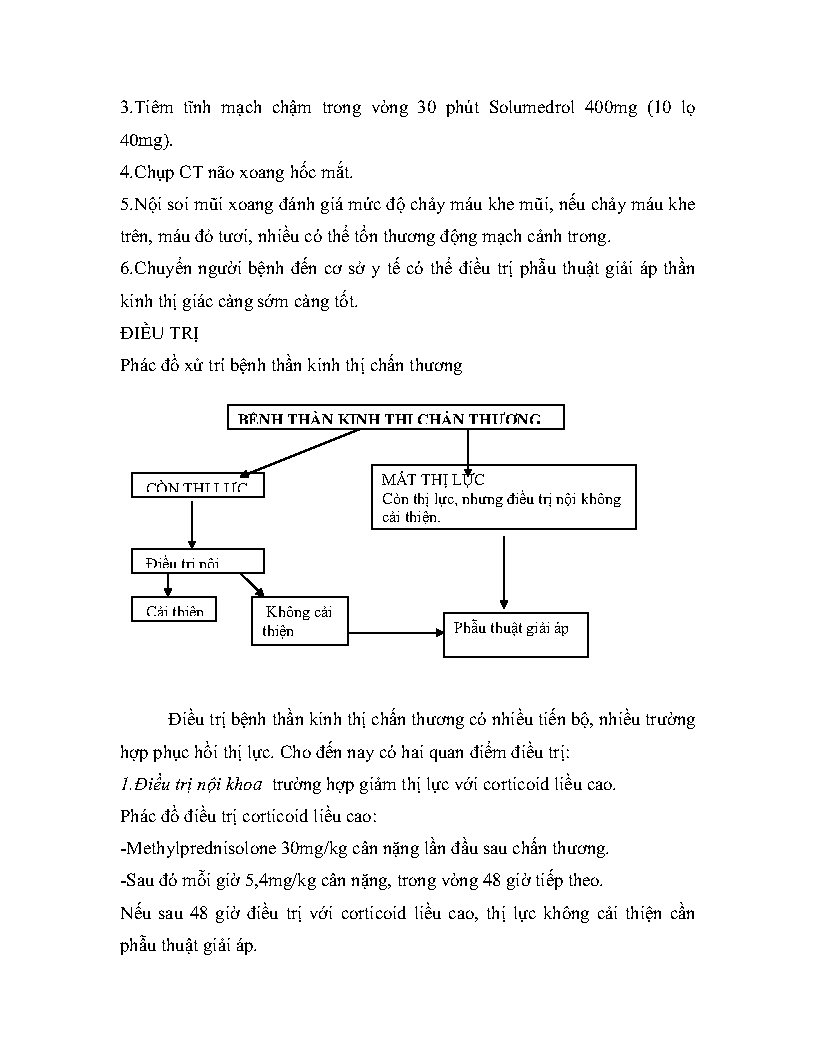 3.Tiêm tĩnh mạch chậm trong vòng 30 phút Solumedrol 400mg (10 lọ
40mg).
4.Chụp CT não xoang hốc mắt.
5.Nội soi mũi xoang đánh giá mức độ chảy máu khe mũi, nếu chảy máu khe
trên, máu đỏ tươi, nhiều có thể tổn thương động mạch cảnh trong.
6.Chuyển người bệnh đến cơ sở y tế có thể điều trị phẫu thuật giải áp thần
kinh thị giác càng sớm càng tốt.
ĐIỀU TRỊ
Phác đồ xử trí bệnh thần kinh thị chấn thương
BỆNH THẦN KINH THỊ CHẤN THƯƠNG
CÒN THỊ LỰC
MẤT THỊ LỰC
Còn thị lực, nhưng điều trị nội không
cải thiện.
Điều trị nội
Cải thiện
Không cải
thiện
Phẫu thuật giải áp
Điều trị bệnh thần kinh thị chấn thương có nhiều tiến bộ, nhiều trường
hợp phục hồi thị lực. Cho đến nay có hai quan điểm điều trị:
1.Điều trị nội khoa trường hợp giảm thị lực với corticoid liều cao.
Phác đồ điều trị corticoid liều cao:
-Methylprednisolone 30mg/kg cân nặng lần đầu sau chấn thương.
-Sau đó mỗi giờ 5,4mg/kg cân nặng, trong vòng 48 giờ tiếp theo.
Nếu sau 48 giờ điều trị với corticoid liều cao, thị lực không cải thiện cần
phẫu thuật giải áp.